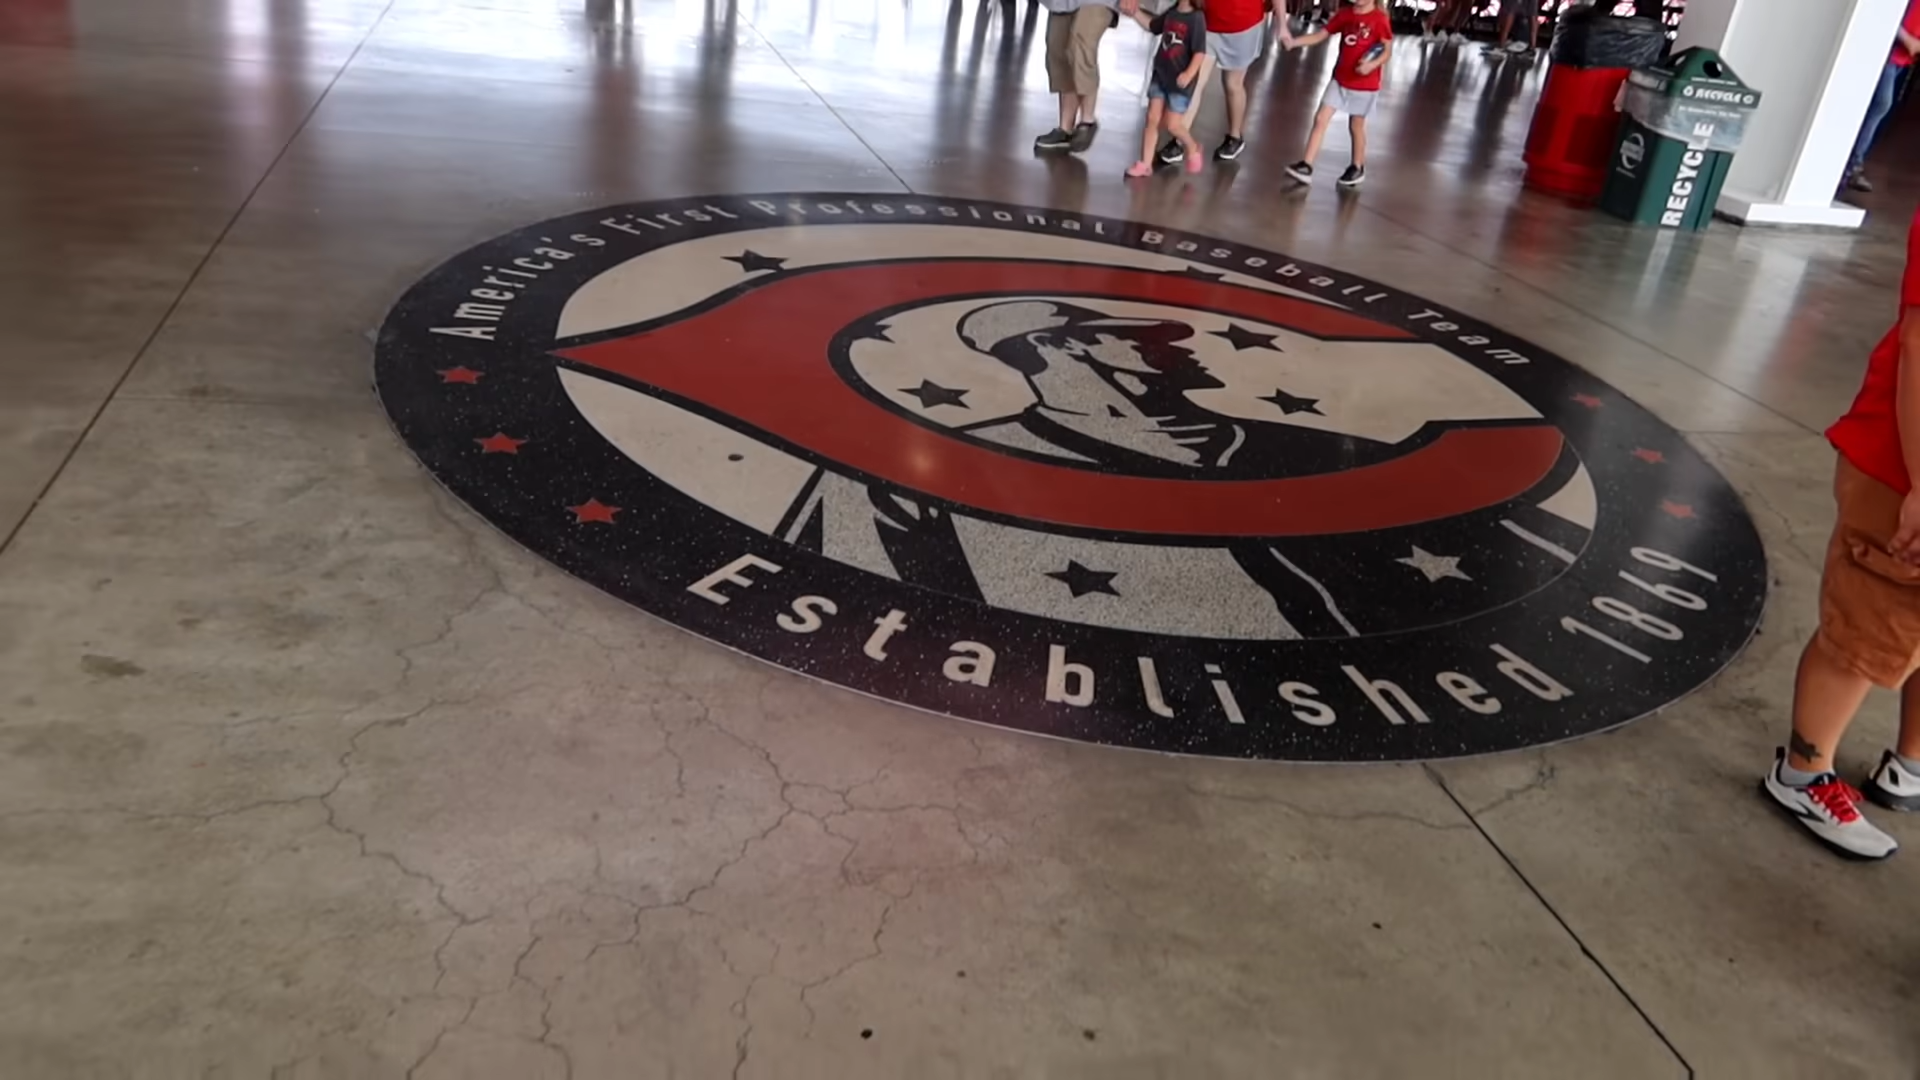 America's First Professional Baseball Team
Established 1869
RECYCLE
RECYCLE